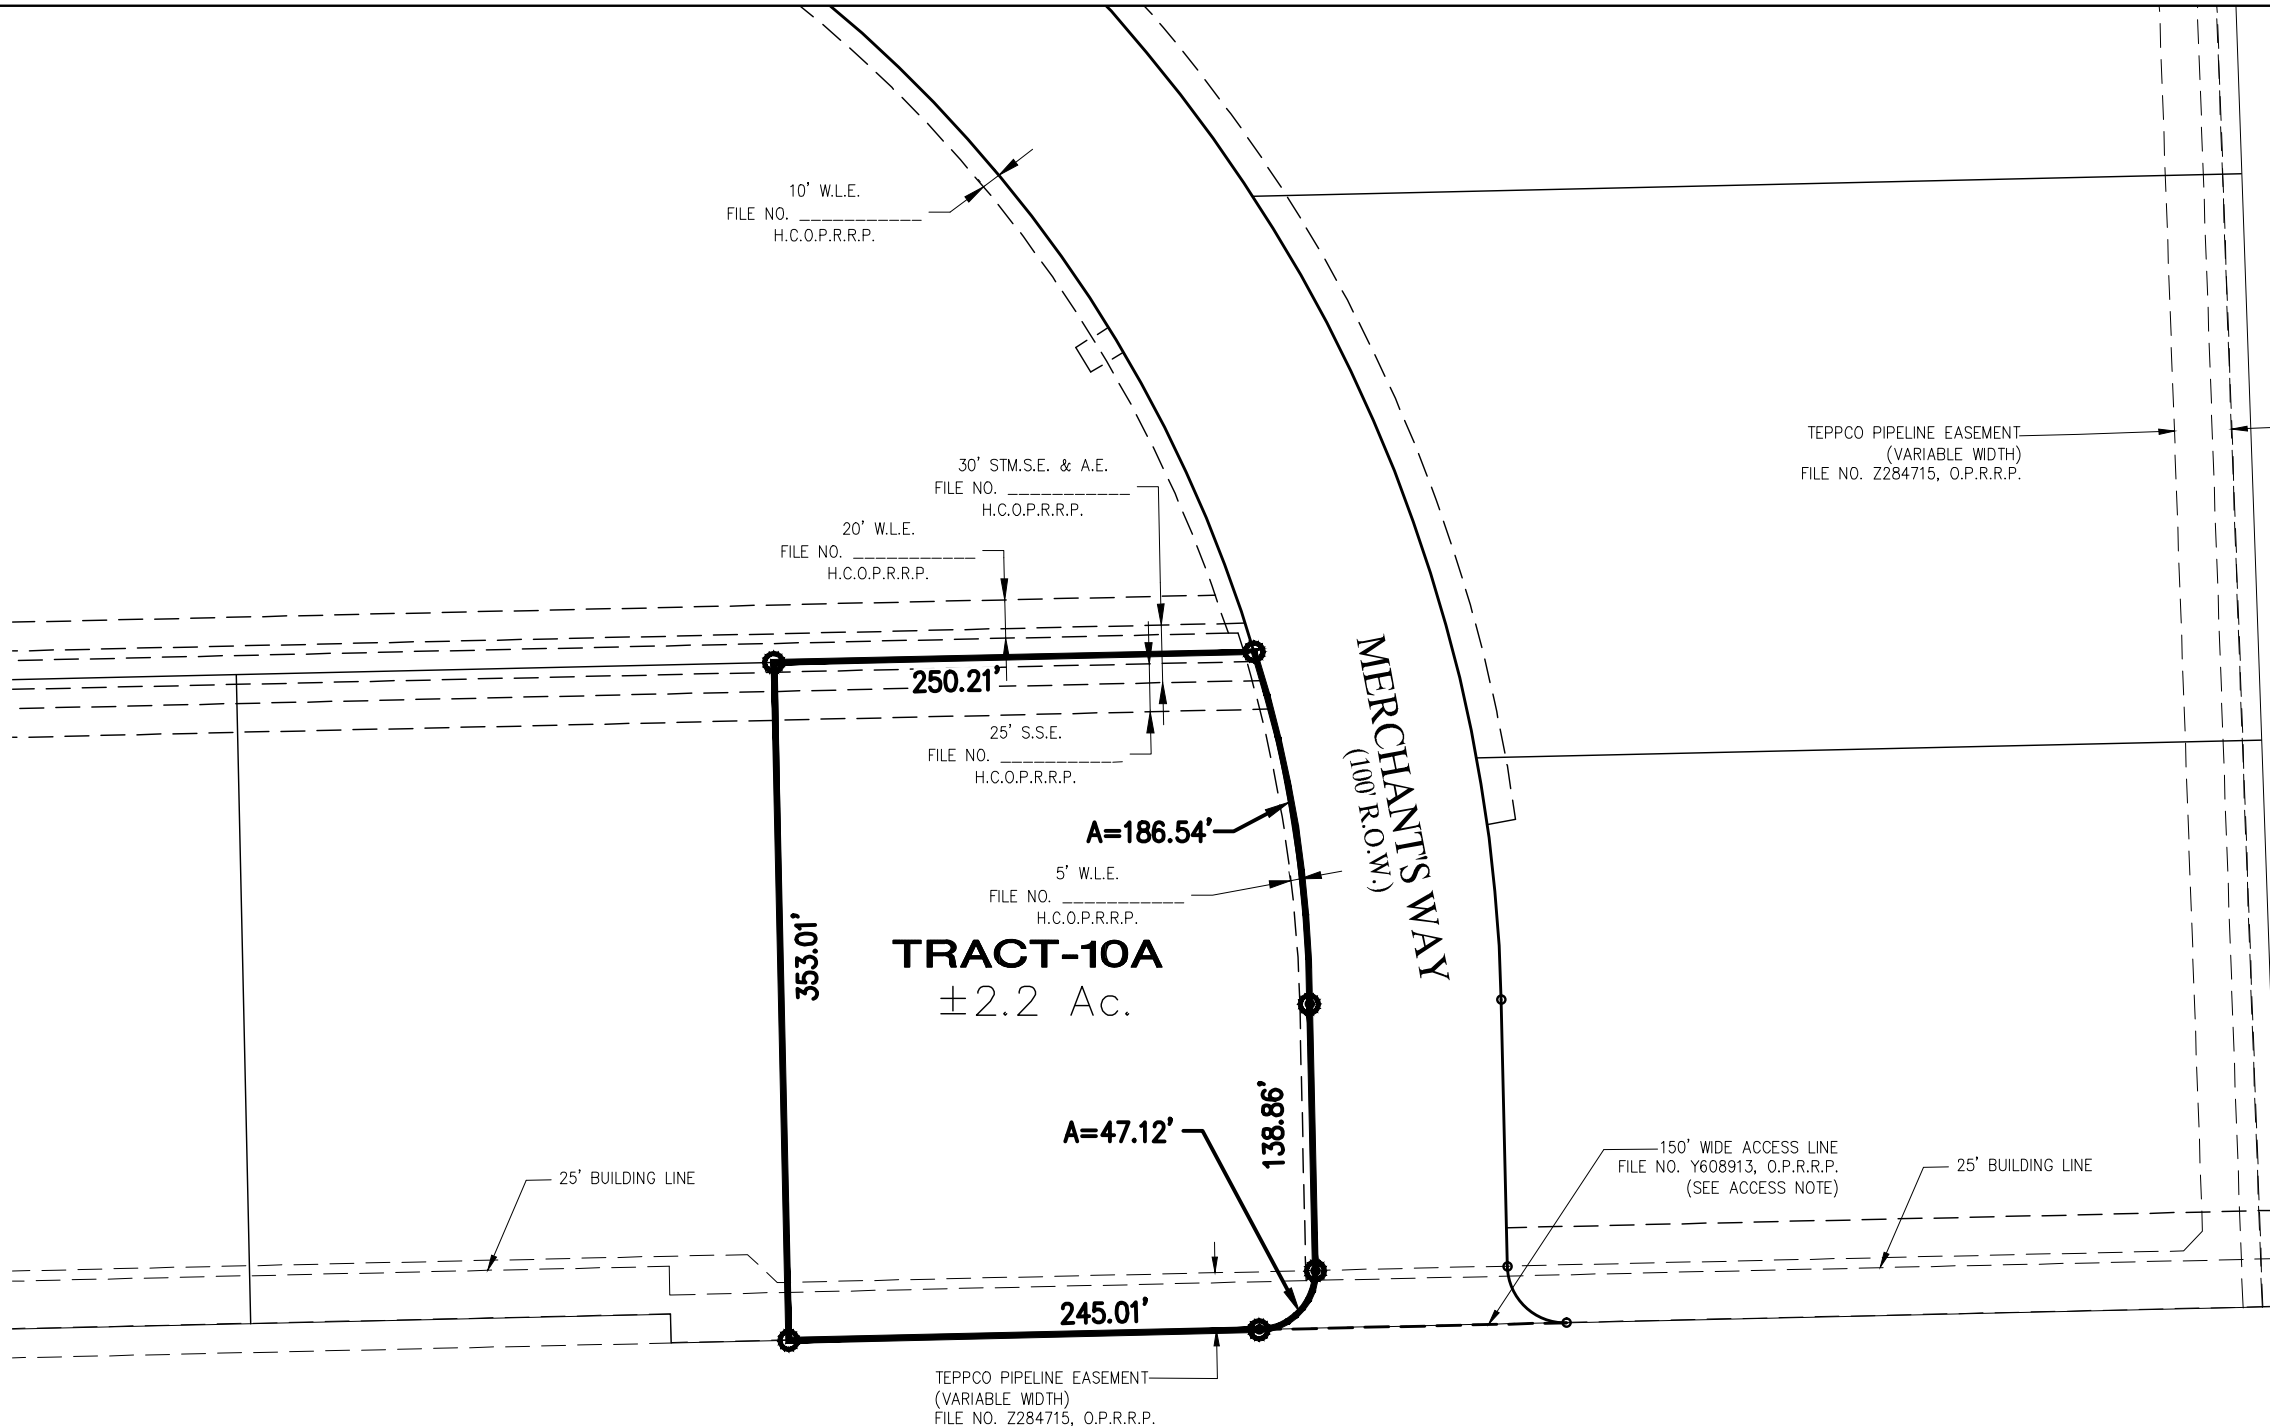 10' W.L.E.
FILE NO. ___________
H.C.O.P.R.R.P.
TEPPCO PIPELINE EASEMENT
(VARIABLE WIDTH)
FILE NO. Z284715, O.P.R.R.P.
30' STM.S.E. & A.E.
FILE NO. ___________
H.C.O.P.R.R.P.
20' W.L.E.
FILE NO. ___________
H.C.O.P.R.R.P.
250.21'
25' S.S.E.
FILE NO. ___________
H.C.O.P.R.R.P.
MERCHANT'S WAY
(100' R.O.W.)
A=186.54'
5' W.L.E.
FILE NO. ___________
H.C.O.P.R.R.P.
353.01'
TRACT-10A
±2.2 Ac.
138.86'
A=47.12'
150' WIDE ACCESS LINE
FILE NO. Y608913, O.P.R.R.P.
(SEE ACCESS NOTE)
25' BUILDING LINE
25' BUILDING LINE
245.01'
TEPPCO PIPELINE EASEMENT
(VARIABLE WIDTH)
FILE NO. Z284715, O.P.R.R.P.